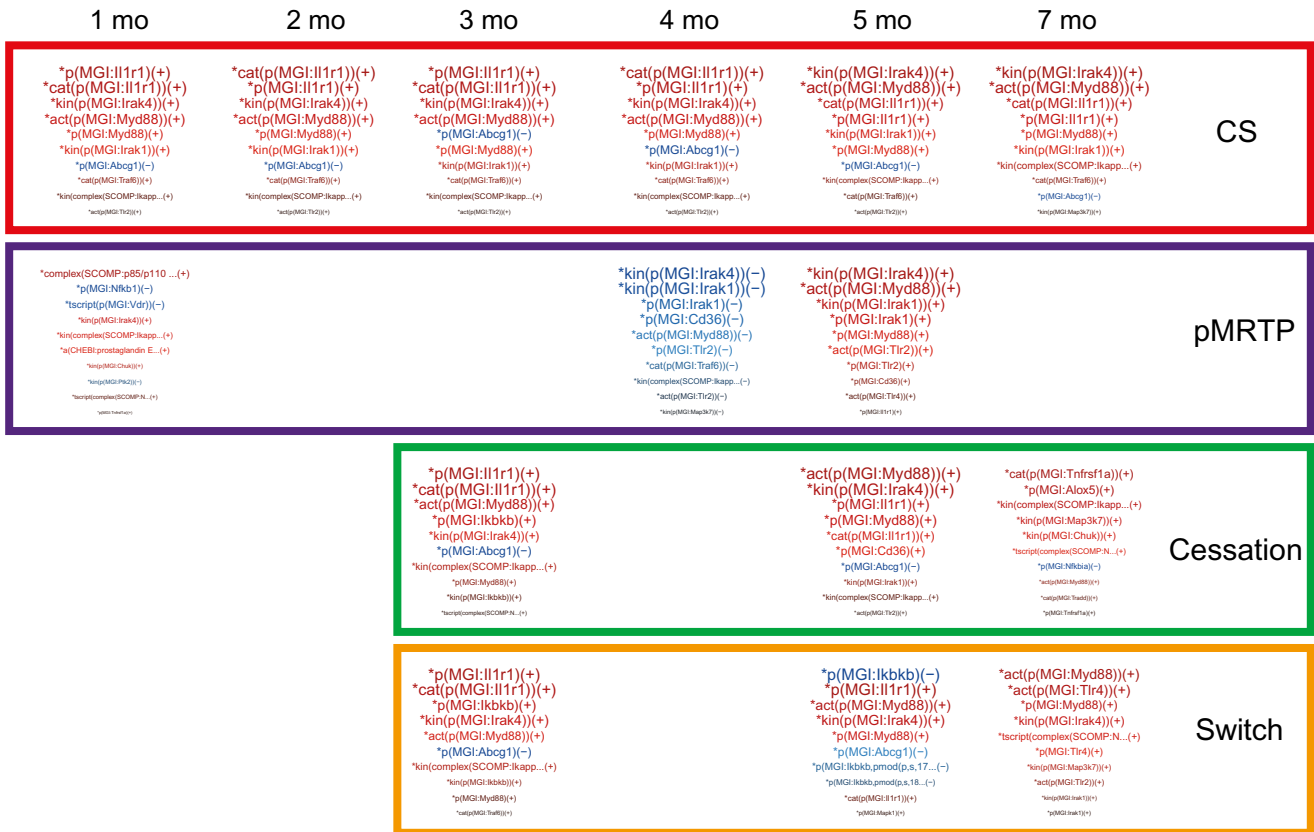 1 mo 2 mo 3 mo 4 mo 5 mo 7 mo
CS
*p(MGI:Il1r1)(+)
*cat(p(MGI:Il1r1))(+)
*kin(p(MGI:Irak4))(+)
*act(p(MGI:Myd88))(+)
*p(MGI:Myd88)(+)
*kin(p(MGI:Irak1))(+)
*p(MGI:Abcg1)(−)
*cat(p(MGI:Traf6))(+)
*kin(complex(SCOMP:Ikapp...(+)
*act(p(MGI:Tlr2))(+)
*cat(p(MGI:Il1r1))(+)
*p(MGI:Il1r1)(+)
*kin(p(MGI:Irak4))(+)
*act(p(MGI:Myd88))(+)
*p(MGI:Myd88)(+)
*kin(p(MGI:Irak1))(+)
*p(MGI:Abcg1)(−)
*cat(p(MGI:Traf6))(+)
*kin(complex(SCOMP:Ikapp...(+)
*act(p(MGI:Tlr2))(+)
*p(MGI:Il1r1)(+)
*cat(p(MGI:Il1r1))(+)
*kin(p(MGI:Irak4))(+)
*act(p(MGI:Myd88))(+)
*p(MGI:Abcg1)(−)
*p(MGI:Myd88)(+)
*kin(p(MGI:Irak1))(+)
*cat(p(MGI:Traf6))(+)
*kin(complex(SCOMP:Ikapp...(+)
*act(p(MGI:Tlr2))(+)
*cat(p(MGI:Il1r1))(+)
*p(MGI:Il1r1)(+)
*kin(p(MGI:Irak4))(+)
*act(p(MGI:Myd88))(+)
*p(MGI:Myd88)(+)
*p(MGI:Abcg1)(−)
*kin(p(MGI:Irak1))(+)
*cat(p(MGI:Traf6))(+)
*kin(complex(SCOMP:Ikapp...(+)
*act(p(MGI:Tlr2))(+)
*kin(p(MGI:Irak4))(+)
*act(p(MGI:Myd88))(+)
*cat(p(MGI:Il1r1))(+)
*p(MGI:Il1r1)(+)
*kin(p(MGI:Irak1))(+)
*p(MGI:Myd88)(+)
*p(MGI:Abcg1)(−)
*kin(complex(SCOMP:Ikapp...(+)
*cat(p(MGI:Traf6))(+)
*act(p(MGI:Tlr2))(+)
*kin(p(MGI:Irak4))(+)
*act(p(MGI:Myd88))(+)
*cat(p(MGI:Il1r1))(+)
*p(MGI:Il1r1)(+)
*p(MGI:Myd88)(+)
*kin(p(MGI:Irak1))(+)
*kin(complex(SCOMP:Ikapp...(+)
*cat(p(MGI:Traf6))(+)
*p(MGI:Abcg1)(−)
*kin(p(MGI:Map3k7))(+)
pMRTP
*complex(SCOMP:p85/p110 ...(+)
*p(MGI:Nfkb1)(−)
*tscript(p(MGI:Vdr))(−)
*kin(p(MGI:Irak4))(+)
*kin(complex(SCOMP:Ikapp...(+)
*a(CHEBI:prostaglandin E...(+)
*kin(p(MGI:Chuk))(+)
*kin(p(MGI:Ptk2))(−)
*tscript(complex(SCOMP:N...(+)
*p(MGI:Tnfrsf1a)(+)
*kin(p(MGI:Irak4))(−)
*kin(p(MGI:Irak1))(−)
*p(MGI:Irak1)(−)
*p(MGI:Cd36)(−)
*act(p(MGI:Myd88))(−)
*p(MGI:Tlr2)(−)
*cat(p(MGI:Traf6))(−)
*kin(complex(SCOMP:Ikapp...(−)
*act(p(MGI:Tlr2))(−)
*kin(p(MGI:Map3k7))(−)
*kin(p(MGI:Irak4))(+)
*act(p(MGI:Myd88))(+)
*kin(p(MGI:Irak1))(+)
*p(MGI:Irak1)(+)
*p(MGI:Myd88)(+)
*act(p(MGI:Tlr2))(+)
*p(MGI:Tlr2)(+)
*p(MGI:Cd36)(+)
*act(p(MGI:Tlr4))(+)
*p(MGI:Il1r1)(+)
Cessation
*p(MGI:Il1r1)(+)
*cat(p(MGI:Il1r1))(+)
*act(p(MGI:Myd88))(+)
*p(MGI:Ikbkb)(+)
*kin(p(MGI:Irak4))(+)
*p(MGI:Abcg1)(−)
*kin(complex(SCOMP:Ikapp...(+)
*p(MGI:Myd88)(+)
*kin(p(MGI:Ikbkb))(+)
*tscript(complex(SCOMP:N...(+)
*act(p(MGI:Myd88))(+)
*kin(p(MGI:Irak4))(+)
*p(MGI:Il1r1)(+)
*p(MGI:Myd88)(+)
*cat(p(MGI:Il1r1))(+)
*p(MGI:Cd36)(+)
*p(MGI:Abcg1)(−)
*kin(p(MGI:Irak1))(+)
*kin(complex(SCOMP:Ikapp...(+)
*act(p(MGI:Tlr2))(+)
*cat(p(MGI:Tnfrsf1a))(+)
*p(MGI:Alox5)(+)
*kin(complex(SCOMP:Ikapp...(+)
*kin(p(MGI:Map3k7))(+)
*kin(p(MGI:Chuk))(+)
*tscript(complex(SCOMP:N...(+)
*p(MGI:Nfkbia)(−)
*act(p(MGI:Myd88))(+)
*cat(p(MGI:Tradd))(+)
*p(MGI:Tnfrsf1a)(+)
Switch
*p(MGI:Il1r1)(+)
*cat(p(MGI:Il1r1))(+)
*p(MGI:Ikbkb)(+)
*kin(p(MGI:Irak4))(+)
*act(p(MGI:Myd88))(+)
*p(MGI:Abcg1)(−)
*kin(complex(SCOMP:Ikapp...(+)
*kin(p(MGI:Ikbkb))(+)
*p(MGI:Myd88)(+)
*cat(p(MGI:Traf6))(+)
*p(MGI:Ikbkb)(−)
*p(MGI:Il1r1)(+)
*act(p(MGI:Myd88))(+)
*kin(p(MGI:Irak4))(+)
*p(MGI:Myd88)(+)
*p(MGI:Abcg1)(−)
*p(MGI:Ikbkb,pmod(p,s,17...(−)
*p(MGI:Ikbkb,pmod(p,s,18...(−)
*cat(p(MGI:Il1r1))(+)
*p(MGI:Mapk1)(+)
*act(p(MGI:Myd88))(+)
*act(p(MGI:Tlr4))(+)
*p(MGI:Myd88)(+)
*kin(p(MGI:Irak4))(+)
*tscript(complex(SCOMP:N...(+)
*p(MGI:Tlr4)(+)
*kin(p(MGI:Map3k7))(+)
*act(p(MGI:Tlr2))(+)
*kin(p(MGI:Irak1))(+)
*p(MGI:Irak1)(+)